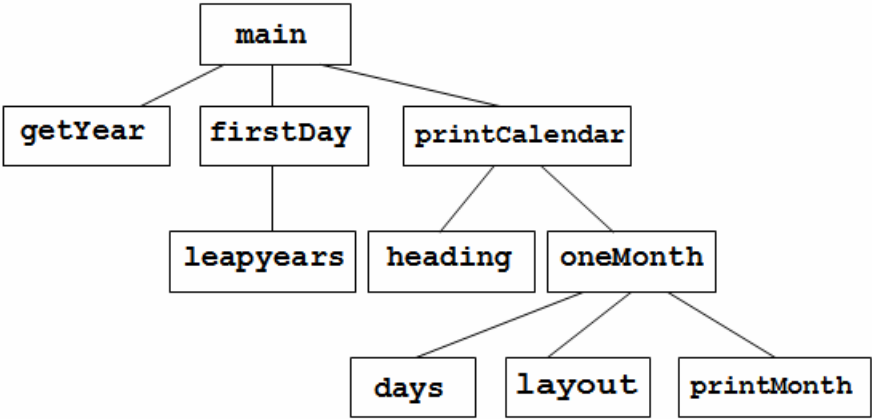 main
getYear
firstDay
printCalendar
leapyears
heading
oneMonth
days
layout
printMonth